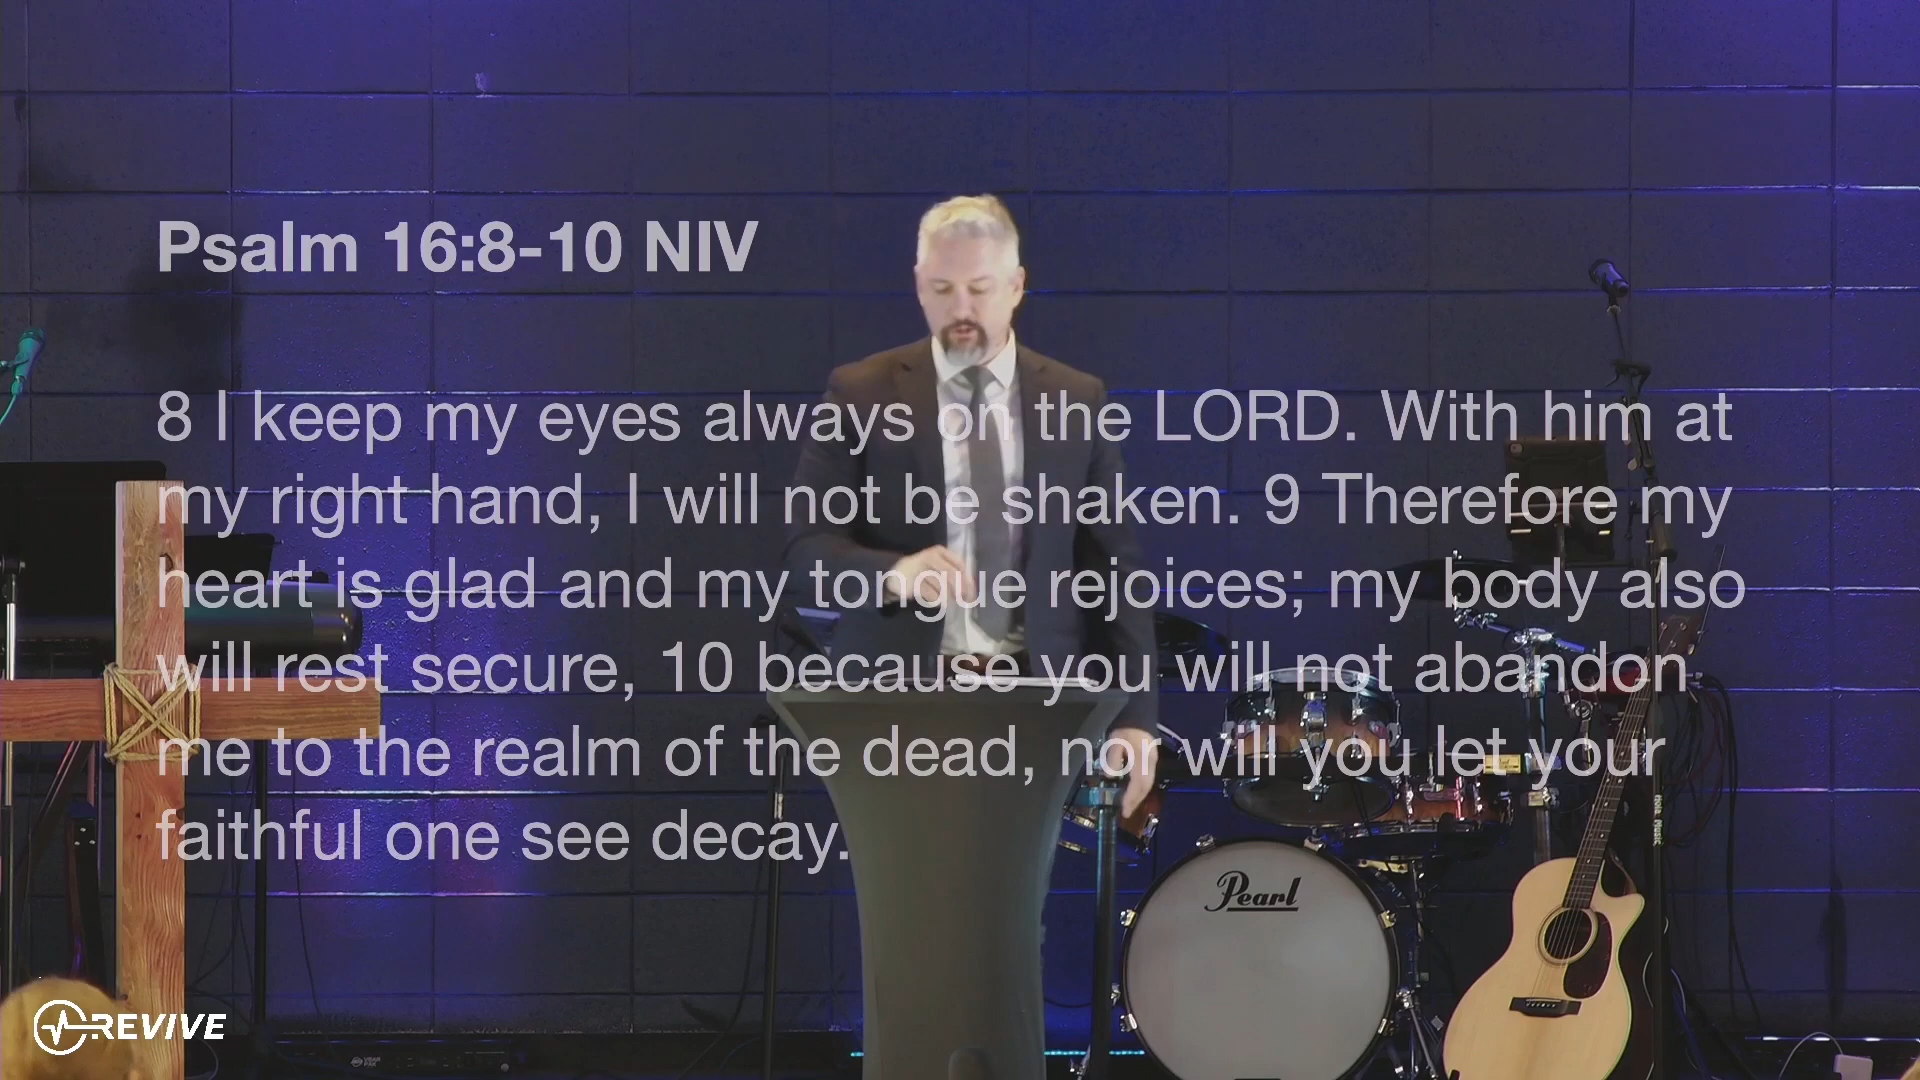 Psalm 16:8-10 NIV
8 I keep my eyes always on the LORD. With him at
my right hand, I will not be shaken. 9 Therefore my
heart is glad and my tongue rejoices; my body also
will rest secure, 10 because you will not abandon
me to the realm of the dead, nor will you let your
faithful one see decay.
Pearl
REVIVE